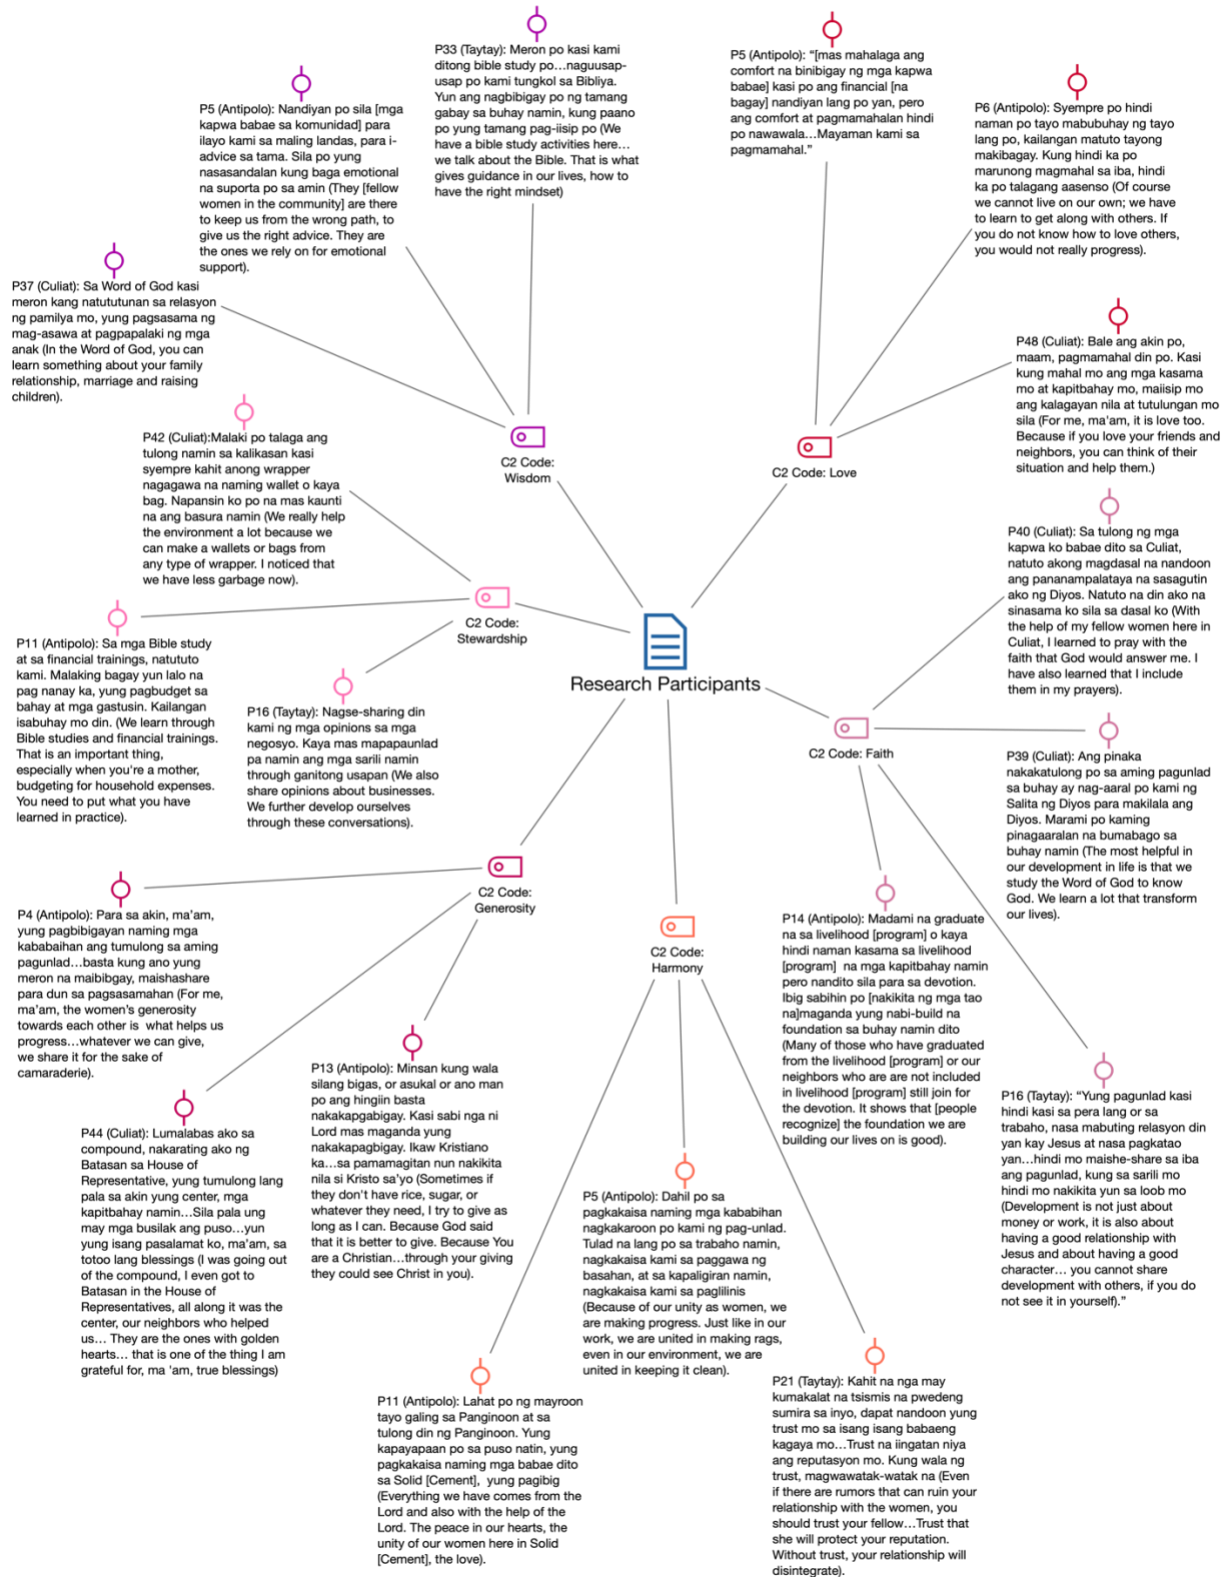 P33 (Taytay): Meron po kasi kami
ditong bible study po…naguusap-
usap po kami tungkol sa Bibliya.
Yun ang nagbibigay po ng tamang
gabay sa buhay namin, kung paano
po yung tamang pag-iisip po (We
have a bible study activities here…
we talk about the Bible. That is what
gives guidance in our lives, how to
have the right mindset)
P5 (Antipolo): “[mas mahalaga ang
comfort na binibigay ng mga kapwa
babae] kasi po ang financial [na
bagay] nandiyan lang po yan, pero
ang comfort at pagmamahalan hindi
po nawawala…Mayaman kami sa
pagmamahal.”
P5 (Antipolo): Nandiyan po sila [mga
kapwa babae sa komunidad] para
ilayo kami sa maling landas, para i-
advice sa tama. Sila po yung
nasasandalan kung baga emotional
na suporta po sa amin (They [fellow
women in the community] are there
to keep us from the wrong path, to
give us the right advice. They are
the ones we rely on for emotional
support).
P6 (Antipolo): Syempre po hindi
naman po tayo mabubuhay ng tayo
lang po, kailangan matuto tayong
makibagay. Kung hindi ka po
marunong magmahal sa iba, hindi
ka po talagang aasenso (Of course
we cannot live on our own; we have
to learn to get along with others. If
you do not know how to love others,
you would not really progress).
P37 (Culiat): Sa Word of God kasi
meron kang natututunan sa relasyon
ng pamilya mo, yung pagsasama ng
mag-asawa at pagpapalaki ng mga
anak (In the Word of God, you can
learn something about your family
relationship, marriage and raising
children).
P48 (Culiat): Bale ang akin po,
maam, pagmamahal din po. Kasi
kung mahal mo ang mga kasama
mo at kapitbahay mo, maiisip mo
ang kalagayan nila at tutulungan mo
sila (For me, ma'am, it is love too.
Because if you love your friends and
neighbors, you can think of their
situation and help them.)
C2 Code:
Wisdom
C2 Code: Love
P42 (Culiat):Malaki po talaga ang
tulong namin sa kalikasan kasi
syempre kahit anong wrapper
nagagawa na naming wallet o kaya
bag. Napansin ko po na mas kaunti
na ang basura namin (We really help
the environment a lot because we
can make a wallets or bags from
any type of wrapper. I noticed that
we have less garbage now).
P40 (Culiat): Sa tulong ng mga
kapwa ko babae dito sa Culiat,
natuto akong magdasal na nandoon
ang pananampalataya na sasagutin
ako ng Diyos. Natuto na din ako na
sinasama ko sila sa dasal ko (With
the help of my fellow women here in
Culiat, I learned to pray with the
faith that God would answer me. I
have also learned that I include
them in my prayers).
C2 Code:
Stewardship
P11 (Antipolo): Sa mga Bible study
at sa financial trainings, natututo
kami. Malaking bagay yun lalo na
pag nanay ka, yung pagbudget sa
bahay at mga gastusin. Kailangan
isabuhay mo din. (We learn through
Bible studies and financial trainings.
That is an important thing,
especially when you're a mother,
budgeting for household expenses.
You need to put what you have
learned in practice).
P16 (Taytay): Nagse-sharing din
kami ng mga opinions sa mga
negosyo. Kaya mas mapapaunlad
pa namin ang mga sarili namin
through ganitong usapan (We also
share opinions about businesses.
We further develop ourselves
through these conversations).
Research Participants
C2 Code: Faith
P39 (Culiat): Ang pinaka
nakakatulong po sa aming pagunlad
sa buhay ay nag-aaral po kami ng
Salita ng Diyos para makilala ang
Diyos. Marami po kaming
pinagaaralan na bumabago sa
buhay namin (The most helpful in
our development in life is that we
study the Word of God to know
God. We learn a lot that transform
our lives).
C2 Code:
Generosity
P4 (Antipolo): Para sa akin, ma'am,
yung pagbibigayan naming mga
kababaihan ang tumulong sa aming
pagunlad…basta kung ano yung
meron na maibibgay, maishashare
para dun sa pagsasamahan (For me,
ma'am, the women's generosity
towards each other is  what helps us
progress…whatever we can give,
we share it for the sake of
camaraderie).
C2 Code:
Harmony
P14 (Antipolo): Madami na graduate
na sa livelihood [program] o kaya
hindi naman kasama sa livelihood
[program]  na mga kapitbahay namin
pero nandito sila para sa devotion.
Ibig sabihin po [nakikita ng mga tao
na]maganda yung nabi-build na
foundation sa buhay namin dito
(Many of those who have graduated
from the livelihood [program] or our
neighbors who are are not included
in livelihood [program] still join for
the devotion. It shows that [people
recognize] the foundation we are
building our lives on is good).
P13 (Antipolo): Minsan kung wala
silang bigas, or asukal or ano man
po ang hingiin basta
nakakapgabigay. Kasi sabi nga ni
Lord mas maganda yung
nakakapagbigay. Ikaw Kristiano
ka…sa pamamagitan nun nakikita
nila si Kristo sa'yo (Sometimes if
they don't have rice, sugar, or
whatever they need, I try to give as
long as I can. Because God said
that it is better to give. Because You
are a Christian…through your giving
they could see Christ in you).
P16 (Taytay): “Yung pagunlad kasi
hindi kasi sa pera lang or sa
trabaho, nasa mabuting relasyon din
yan kay Jesus at nasa pagkatao
yan…hindi mo maishe-share sa iba
ang pagunlad, kung sa sarili mo
hindi mo nakikita yun sa loob mo
(Development is not just about
money or work, it is also about
having a good relationship with
Jesus and about having a good
character… you cannot share
development with others, if you do
not see it in yourself).”
P44 (Culiat): Lumalabas ako sa
compound, nakarating ako ng
Batasan sa House of
Representative, yung tumulong lang
pala sa akin yung center, mga
kapitbahay namin…Sila pala ung
may mga busilak ang puso…yun
yung isang pasalamat ko, ma'am, sa
totoo lang blessings (I was going out
of the compound, I even got to
Batasan in the House of
Representatives, all along it was the
center, our neighbors who helped
us… They are the ones with golden
hearts… that is one of the thing I am
grateful for, ma 'am, true blessings)
P5 (Antipolo): Dahil po sa
pagkakaisa naming mga kababihan
nagkakaroon po kami ng pag-unlad.
Tulad na lang po sa trabaho namin,
nagkakaisa kami sa paggawa ng
basahan, at sa kapaligiran namin,
nagkakaisa kami sa paglilinis
(Because of our unity as women, we
are making progress. Just like in our
work, we are united in making rags,
even in our environment, we are
united in keeping it clean).
P11 (Antipolo): Lahat po ng mayroon
tayo galing sa Panginoon at sa
tulong din ng Panginoon. Yung
kapayapaan po sa puso natin, yung
pagkakaisa naming mga babae dito
sa Solid [Cement],  yung pagibig
(Everything we have comes from the
Lord and also with the help of the
Lord. The peace in our hearts, the
unity of our women here in Solid
[Cement], the love).
P21 (Taytay): Kahit na nga may
kumakalat na tsismis na pwedeng
sumira sa inyo, dapat nandoon yung
trust mo sa isang isang babaeng
kagaya mo…Trust na iingatan niya
ang reputasyon mo. Kung wala ng
trust, magwawatak-watak na (Even
if there are rumors that can ruin your
relationship with the women, you
should trust your fellow…Trust that
she will protect your reputation.
Without trust, your relationship will
disintegrate).